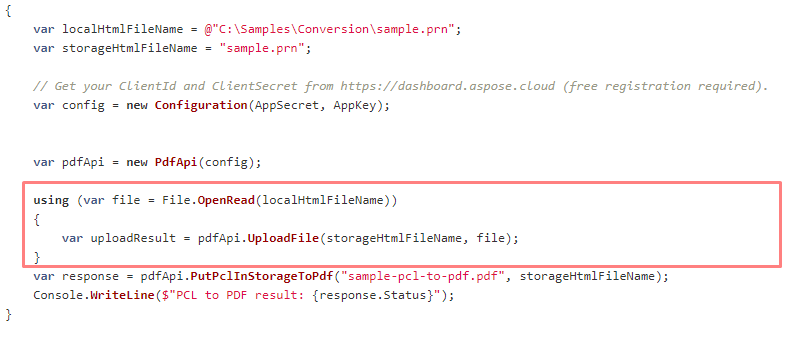 {
    var localHtmlFileName = @"C:\Samples\Conversion\sample.prn";
    var storageHtmlFileName = "sample.prn";
    // Get your ClientId and ClientSecret from https://dashboard.aspose.cloud (free registration required).
    var config = new Configuration(AppSecret, AppKey);
    var pdfApi = new PdfApi(config);
    using (var file = File.OpenRead(localHtmlFileName))
    {
        var uploadResult = pdfApi.UploadFile(storageHtmlFileName, file);
    }
    var response = pdfApi.PutPclInStorageToPdf("sample-pcl-to-pdf.pdf", storageHtmlFileName);
    Console.WriteLine($"PCL to PDF result: {response.Status}");
}